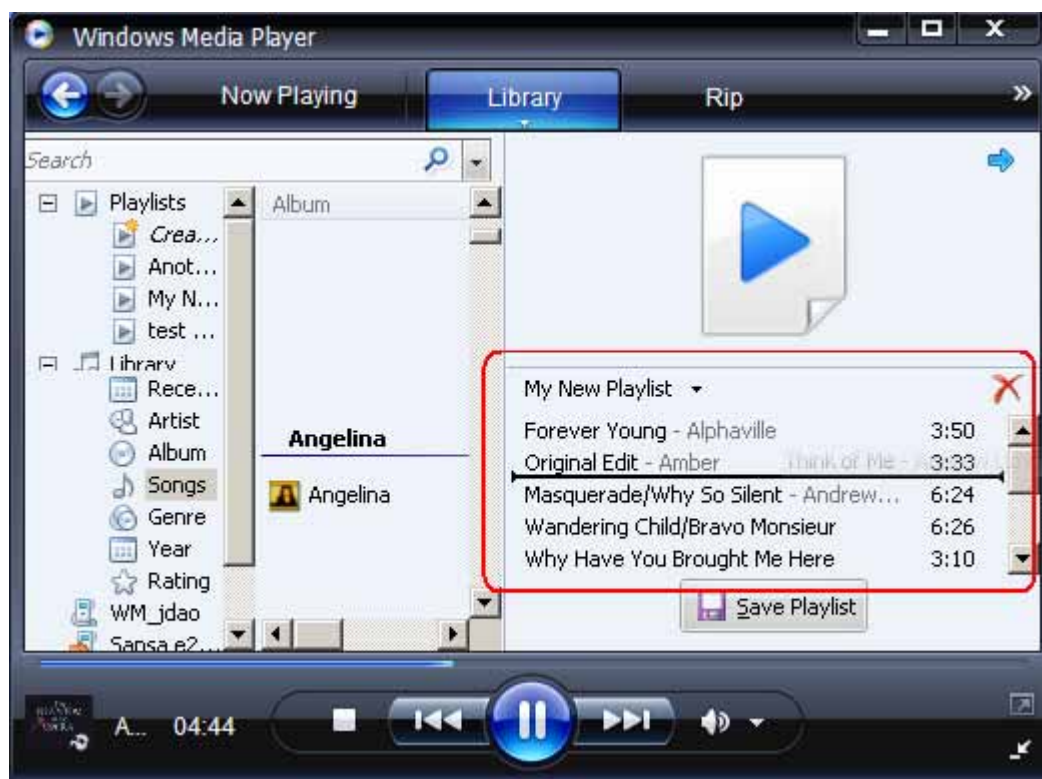 Windows Media Player
Now Playing Library Rip »
Search
Playlists
Crea...
Anot...
My N...
test ...
Library
Rece...
Artist
Album
Songs
Genre
Year
Rating
WM_jdao
Sansa e2...
Album
Angelina
Angelina
My New Playlist
Forever Young - Alphaville 3:50
Original Edit - Amber 3:33
Think of Me -
Masquerade/Why So Silent - Andrew... 6:24
Wandering Child/Bravo Monsieur 6:26
Why Have You Brought Me Here 3:10
Save Playlist
A... 04:44